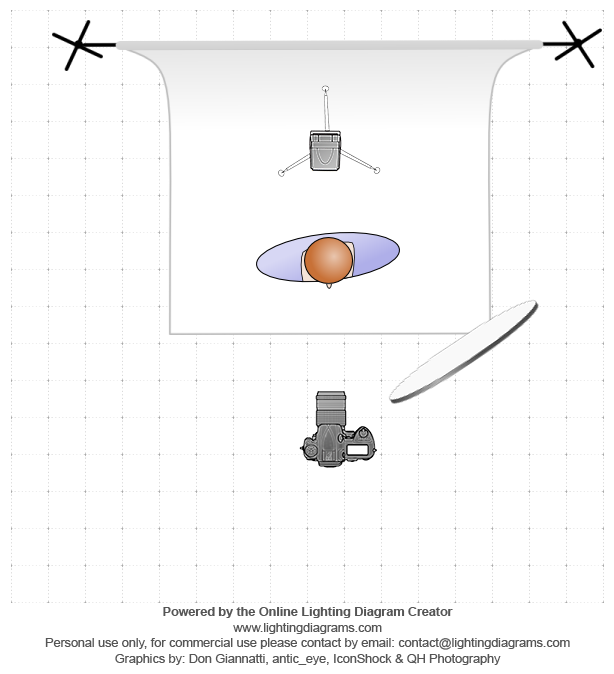 Powered by the Online Lighting Diagram Creator
www.lightingdiagrams.com
Personal use only, for commercial use please contact by email: contact@lightingdiagrams.com
Graphics by: Don Giannatti, antic_eye, IconShock & QH Photography